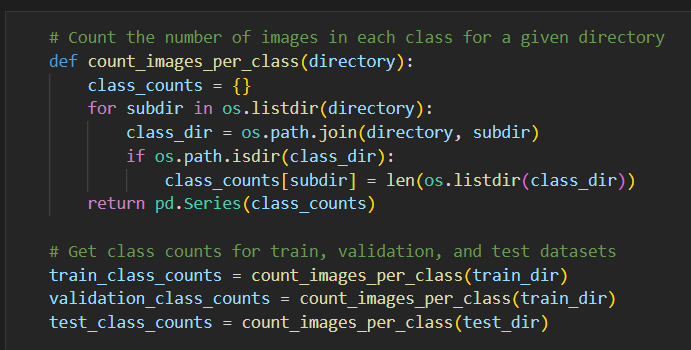 # Count the number of images in each class for a given directory
def count_images_per_class(directory):
    class_counts = {}
    for subdir in os.listdir(directory):
        class_dir = os.path.join(directory, subdir)
        if os.path.isdir(class_dir):
            class_counts[subdir] = len(os.listdir(class_dir))
    return pd.Series(class_counts)

# Get class counts for train, validation, and test datasets
train_class_counts = count_images_per_class(train_dir)
validation_class_counts = count_images_per_class(train_dir)
test_class_counts = count_images_per_class(test_dir)